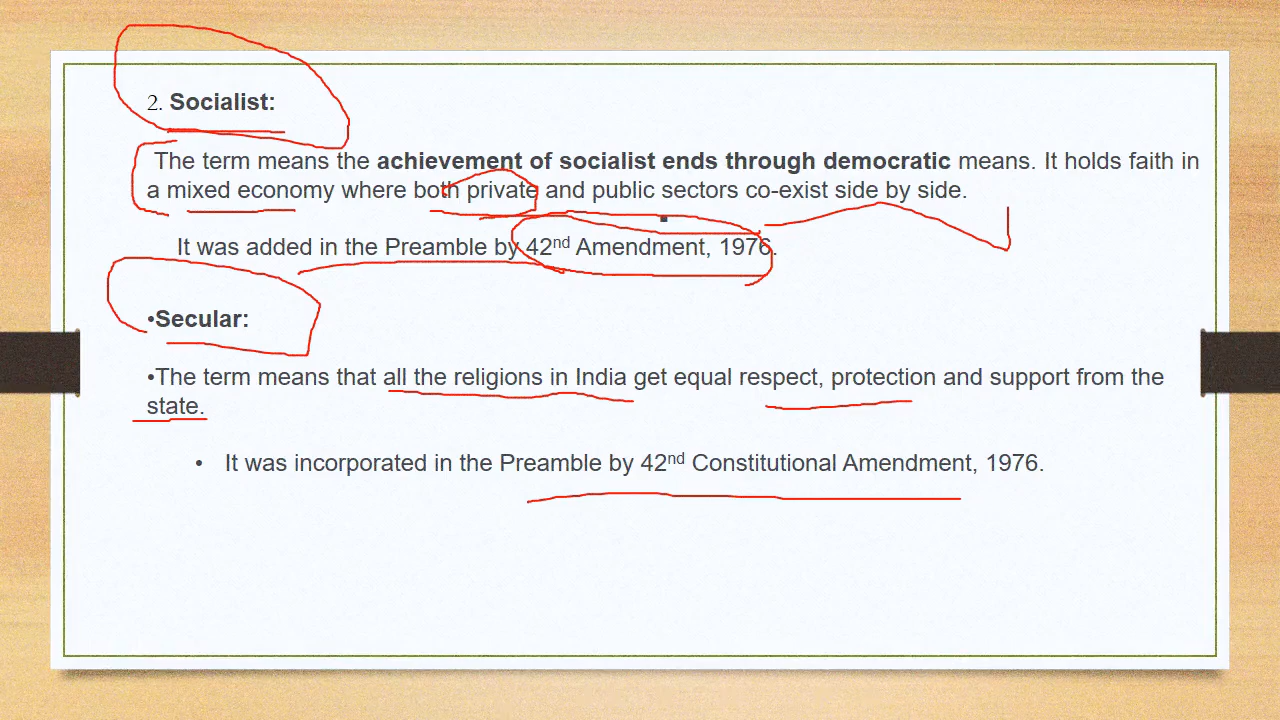 2. Socialist:
The term means the achievement of socialist ends through democratic means. It holds faith in
a mixed economy where both private and public sectors co-exist side by side.
It was added in the Preamble by 42nd Amendment, 1976.
•Secular:
•The term means that all the religions in India get equal respect, protection and support from the
state.
• It was incorporated in the Preamble by 42nd Constitutional Amendment, 1976.